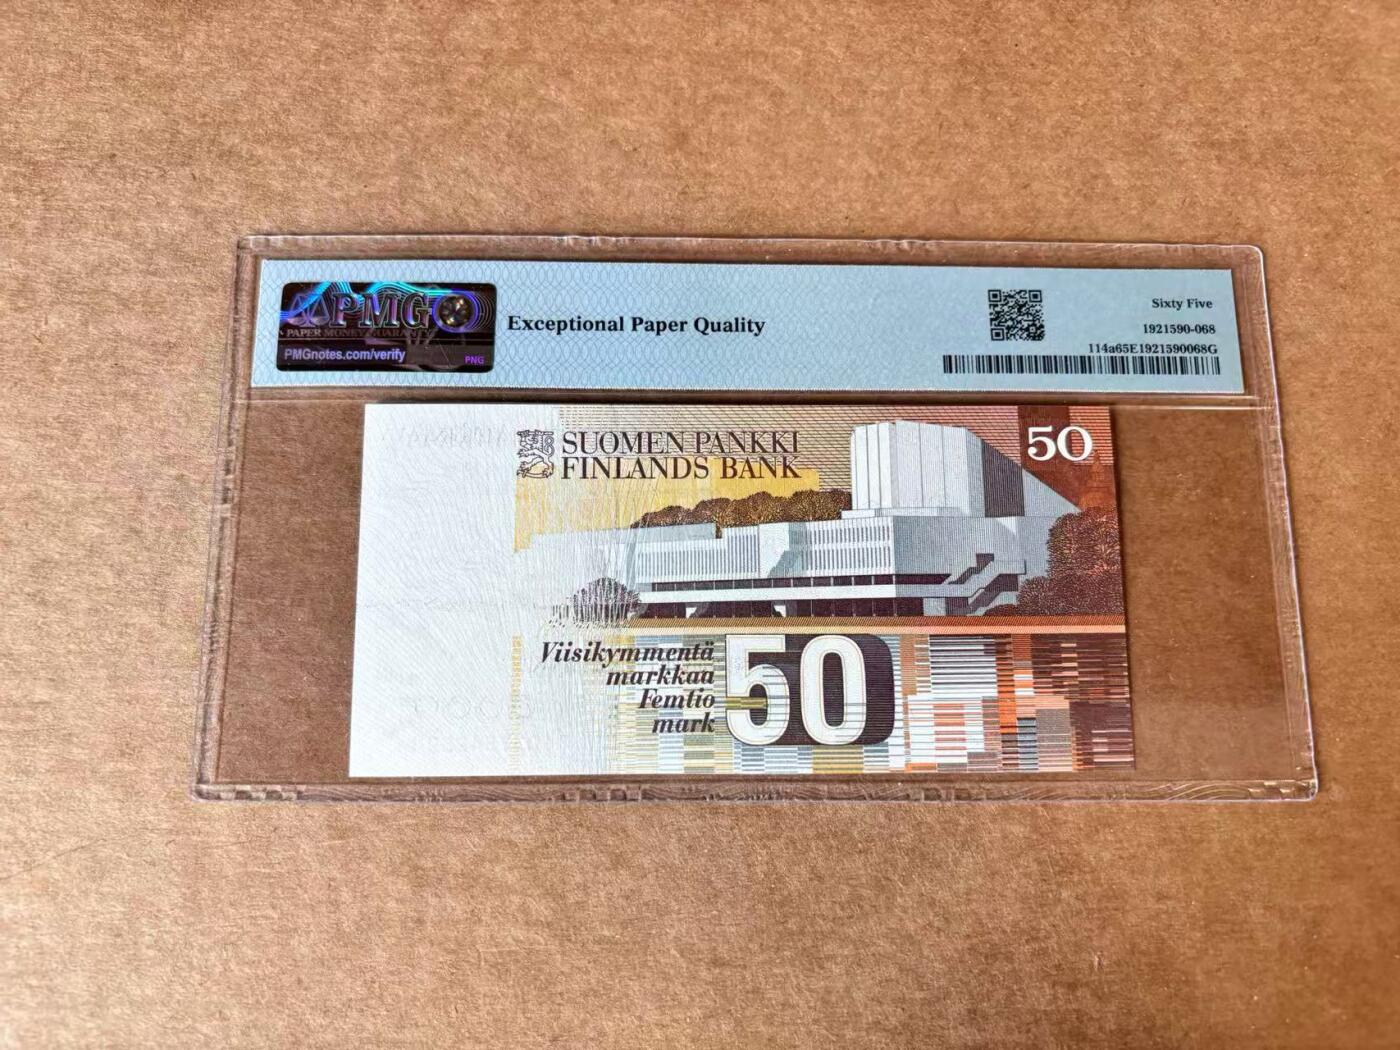 PMG
PAPER MONEY GUARANTY
PMGnotes.com/verify
PNG
Exceptional Paper Quality
Sixty Five
1921590-068
114a65E1921590068G
SUOMEN PANKKI
FINLANDS BANK
50
Viisikymmentä
markkaa
Femtio
mark
50